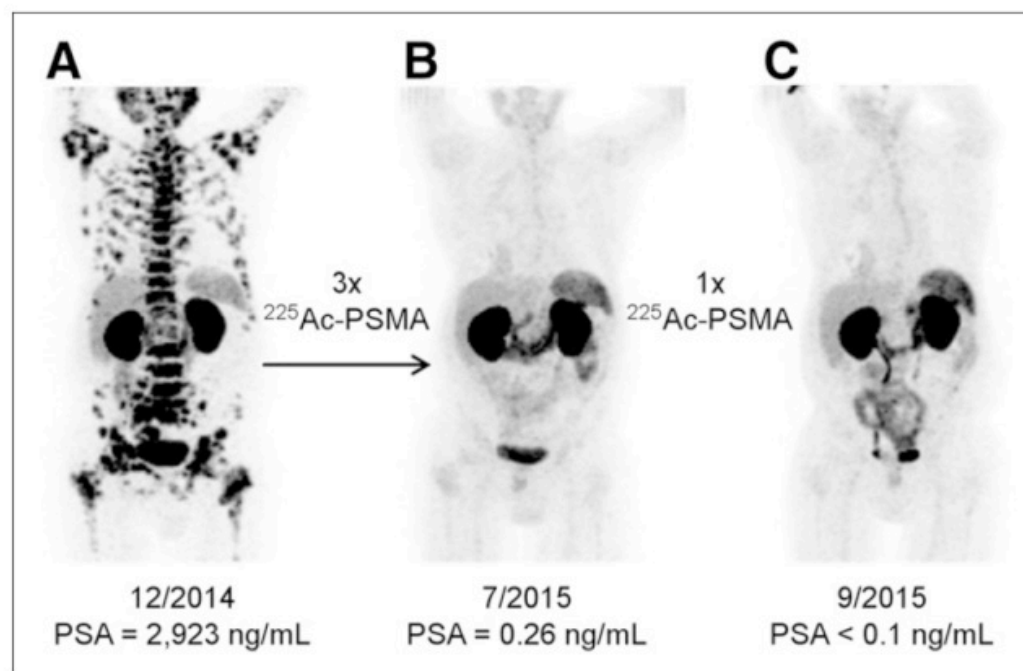 A
B
C
3x
²²⁵Ac-PSMA
1x
²²⁵Ac-PSMA
12/2014
PSA = 2,923 ng/mL
7/2015
PSA = 0.26 ng/mL
9/2015
PSA < 0.1 ng/mL